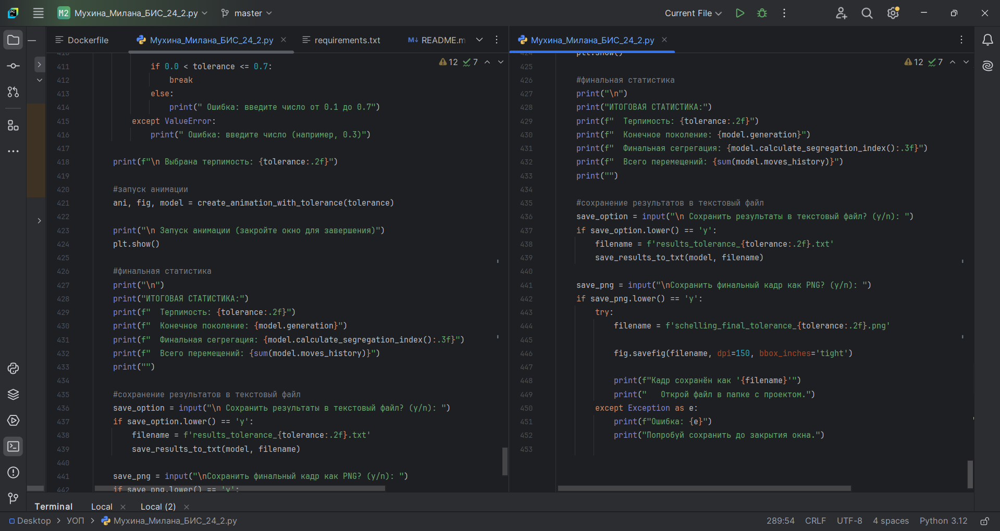 M2 Мухина_Милана_БИС_24_2.py master Current File
Dockerfile Мухина_Милана_БИС_24_2.py requirements.txt README.m
12 7
411 if 0.0 < tolerance <= 0.7:
412 break
413 else:
414 print(" Ошибка: введите число от 0.1 до 0.7")
415 except ValueError:
416 print(" Ошибка: введите число (например, 0.3)")
417
418 print(f"\n Выбрана терпимость: {tolerance:.2f}")
419
420 #запуск анимации
421 ani, fig, model = create_animation_with_tolerance(tolerance)
422
423 print("\n Запуск анимации (закройте окно для завершения)")
424 plt.show()
425
426 #финальная статистика
427 print("\n")
428 print("ИТОГОВАЯ СТАТИСТИКА:")
429 print(f"  Терпимость: {tolerance:.2f}")
430 print(f"  Конечное поколение: {model.generation}")
431 print(f"  Финальная сегрегация: {model.calculate_segregation_index():.3f}")
432 print(f"  Всего перемещений: {sum(model.moves_history)}")
433 print("")
434
435 #сохранение результатов в текстовый файл
436 save_option = input("\n Сохранить результаты в текстовый файл? (y/n): ")
437 if save_option.lower() == 'y':
438 filename = f'results_tolerance_{tolerance:.2f}.txt'
439 save_results_to_txt(model, filename)
440
441 save_png = input("\nСохранить финальный кадр как PNG? (y/n): ")
442 if save_png.lower() == 'y':
Мухина_Милана_БИС_24_2.py
12 7
424 plt.show()
425
426 #финальная статистика
427 print("\n")
428 print("ИТОГОВАЯ СТАТИСТИКА:")
429 print(f"  Терпимость: {tolerance:.2f}")
430 print(f"  Конечное поколение: {model.generation}")
431 print(f"  Финальная сегрегация: {model.calculate_segregation_index():.3f}")
432 print(f"  Всего перемещений: {sum(model.moves_history)}")
433 print("")
434
435 #сохранение результатов в текстовый файл
436 save_option = input("\n Сохранить результаты в текстовый файл? (y/n): ")
437 if save_option.lower() == 'y':
438 filename = f'results_tolerance_{tolerance:.2f}.txt'
439 save_results_to_txt(model, filename)
440
441 save_png = input("\nСохранить финальный кадр как PNG? (y/n): ")
442 if save_png.lower() == 'y':
443 try:
444 filename = f'schelling_final_tolerance_{tolerance:.2f}.png'
445
446 fig.savefig(filename, dpi=150, bbox_inches='tight')
447
448 print(f"Кадр сохранён как '{filename}'")
449 print("   Открой файл в папке с проектом.")
450 except Exception as e:
451 print(f"Ошибка: {e}")
452 print("Попробуй сохранить до закрытия окна.")
453
Terminal Local Local (2)
Desktop УОП Мухина_Милана_БИС_24_2.py 289:54 CRLF UTF-8 4 spaces Python 3.12